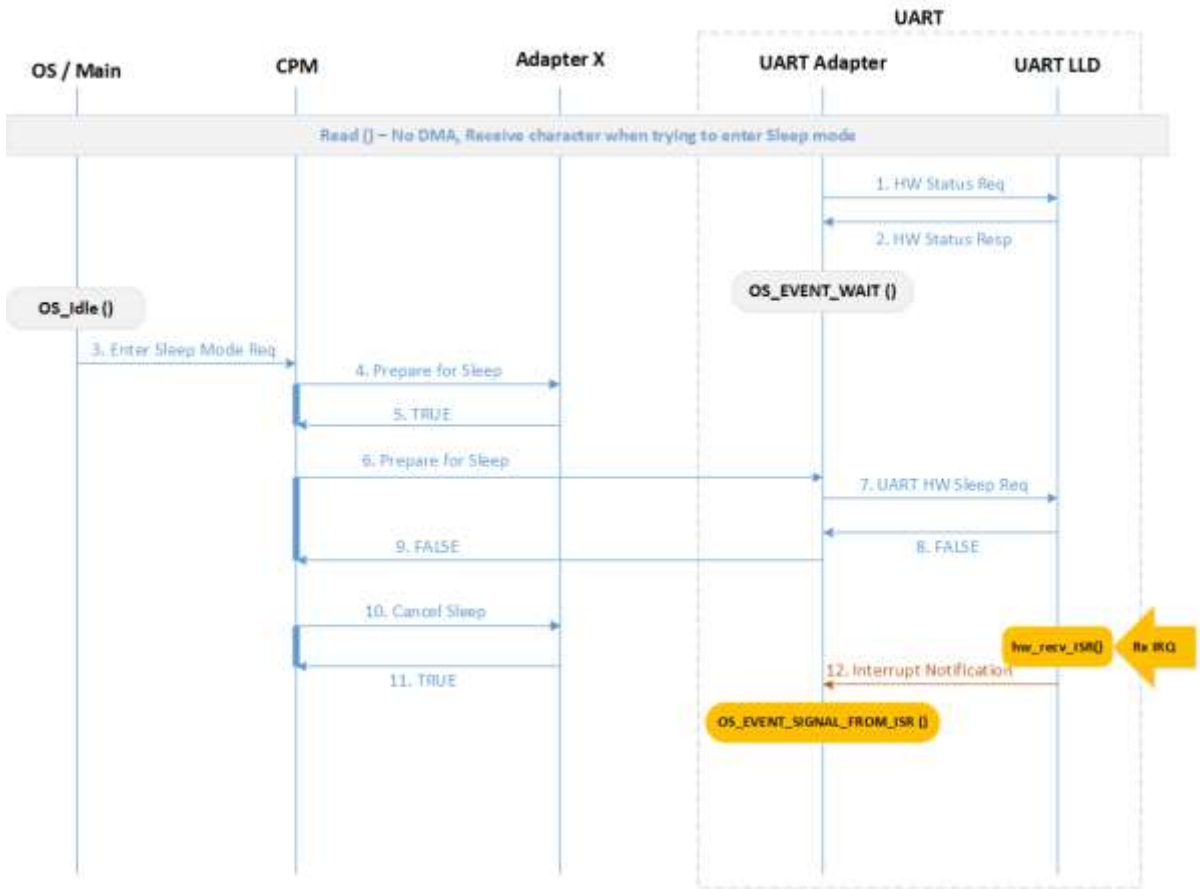 UART
OS / Main
CPM
Adapter X
UART Adapter
UART LLD
Read () – No DMA, Receive character when trying to enter Sleep mode
1. HW Status Req
2. HW Status Resp
OS_EVENT_WAIT ()
OS_Idle ()
3. Enter Sleep Mode Req
4. Prepare for Sleep
5. TRUE
6. Prepare for Sleep
7. UART HW Sleep Req
8. FALSE
9. FALSE
10. Cancel Sleep
hw_recv_ISR()
Rx IRQ
11. TRUE
12. Interrupt Notification
OS_EVENT_SIGNAL_FROM_ISR ()